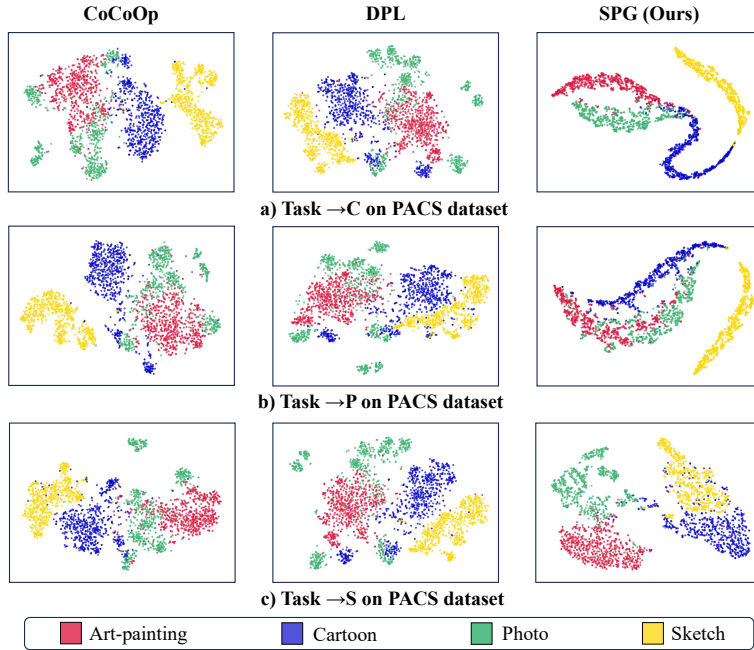 CoCoOp DPL SPG (Ours)
a) Task →C on PACS dataset
b) Task →P on PACS dataset
c) Task →S on PACS dataset
Art-painting Cartoon Photo Sketch